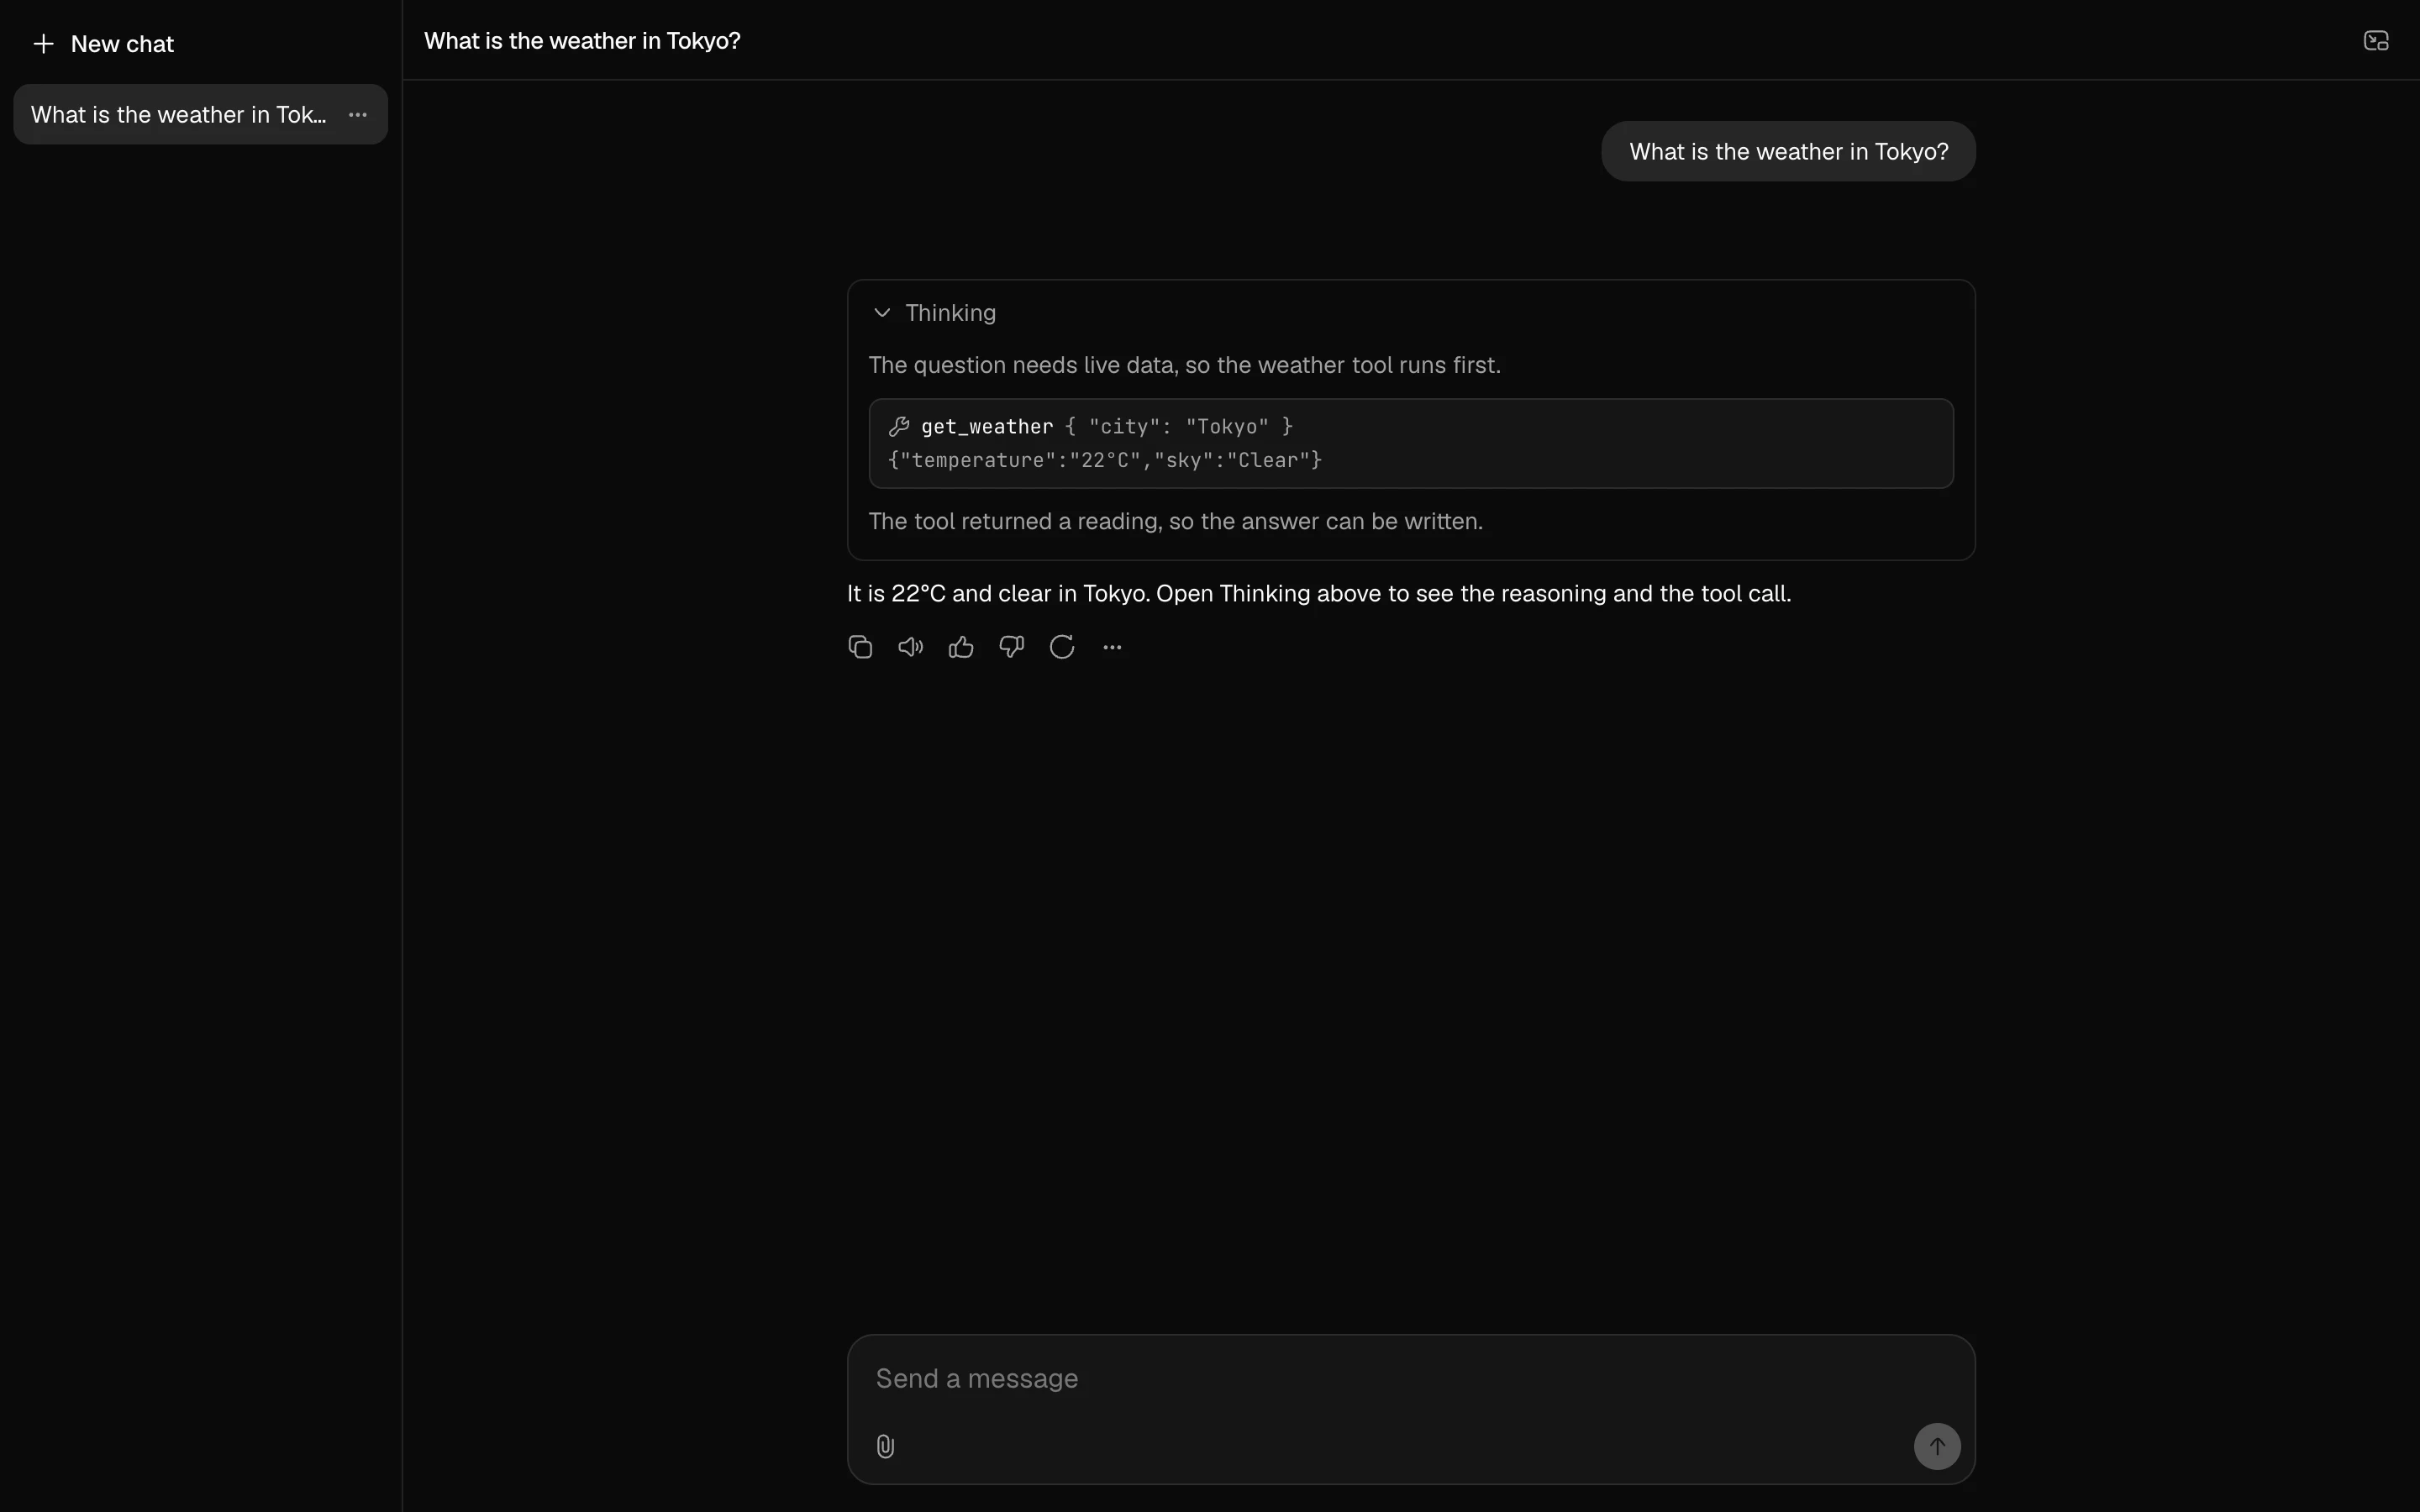 New chat
What is the weather in Tok...
What is the weather in Tokyo?
What is the weather in Tokyo?
Thinking
The question needs live data, so the weather tool runs first.
get_weather { "city": "Tokyo" }
{"temperature":"22°C","sky":"Clear"}
The tool returned a reading, so the answer can be written.
It is 22°C and clear in Tokyo. Open Thinking above to see the reasoning and the tool call.
Send a message